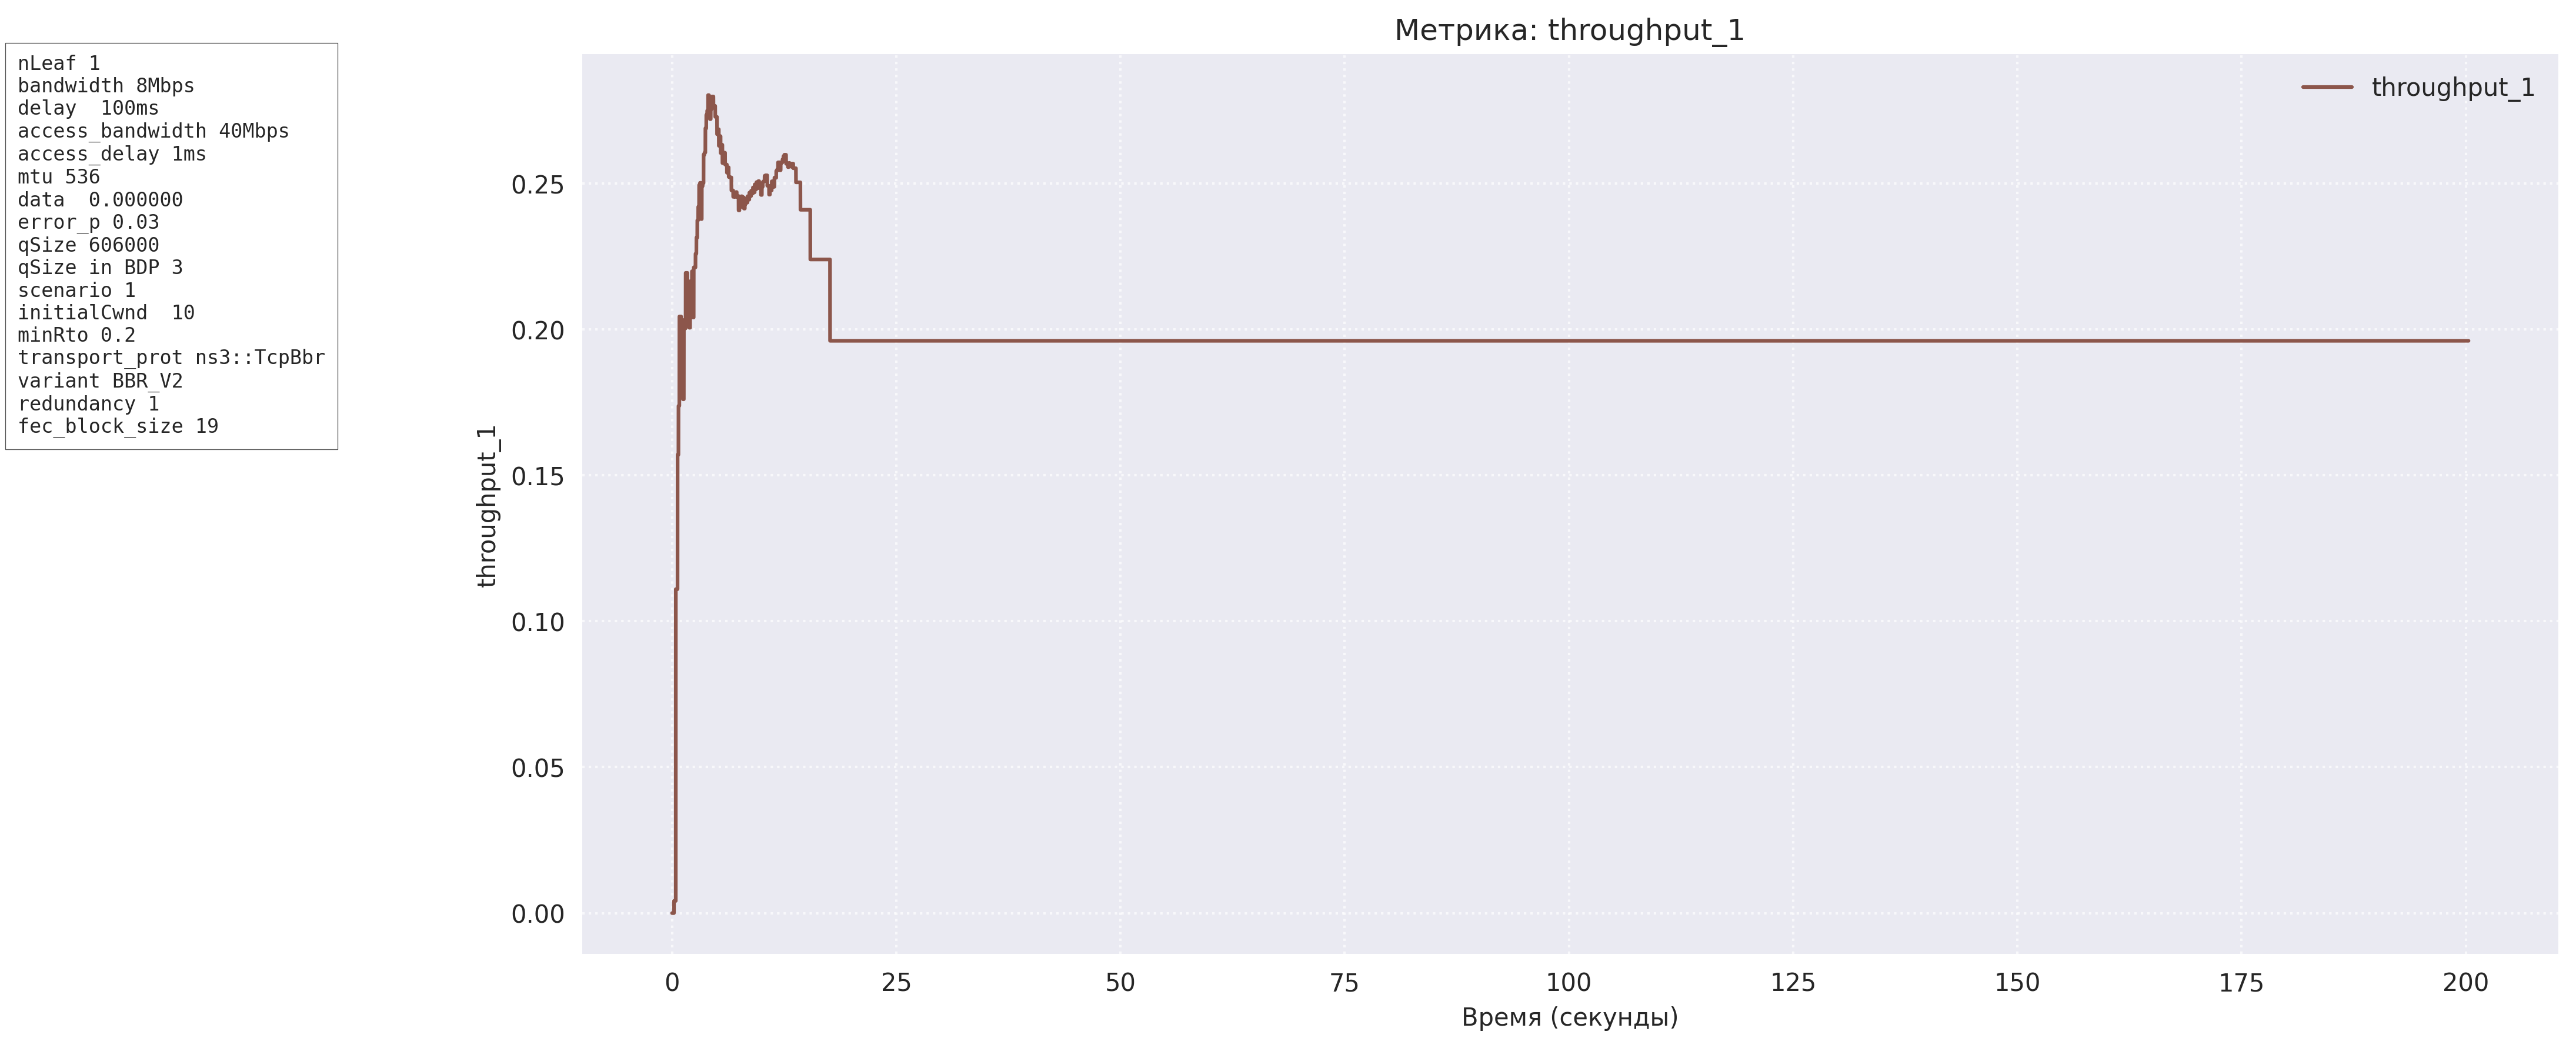 Метрика: throughput_1
nLeaf 1
bandwidth 8Mbps
delay  100ms
access_bandwidth 40Mbps
access_delay 1ms
mtu 536
data  0.000000
error_p 0.03
qSize 606000
qSize in BDP 3
scenario 1
initialCwnd  10
minRto 0.2
transport_prot ns3::TcpBbr
variant BBR_V2
redundancy 1
fec_block_size 19
throughput_1
throughput_1
0.25
0.20
0.15
0.10
0.05
0.00
0 25 50 75 100 125 150 175 200
Время (секунды)